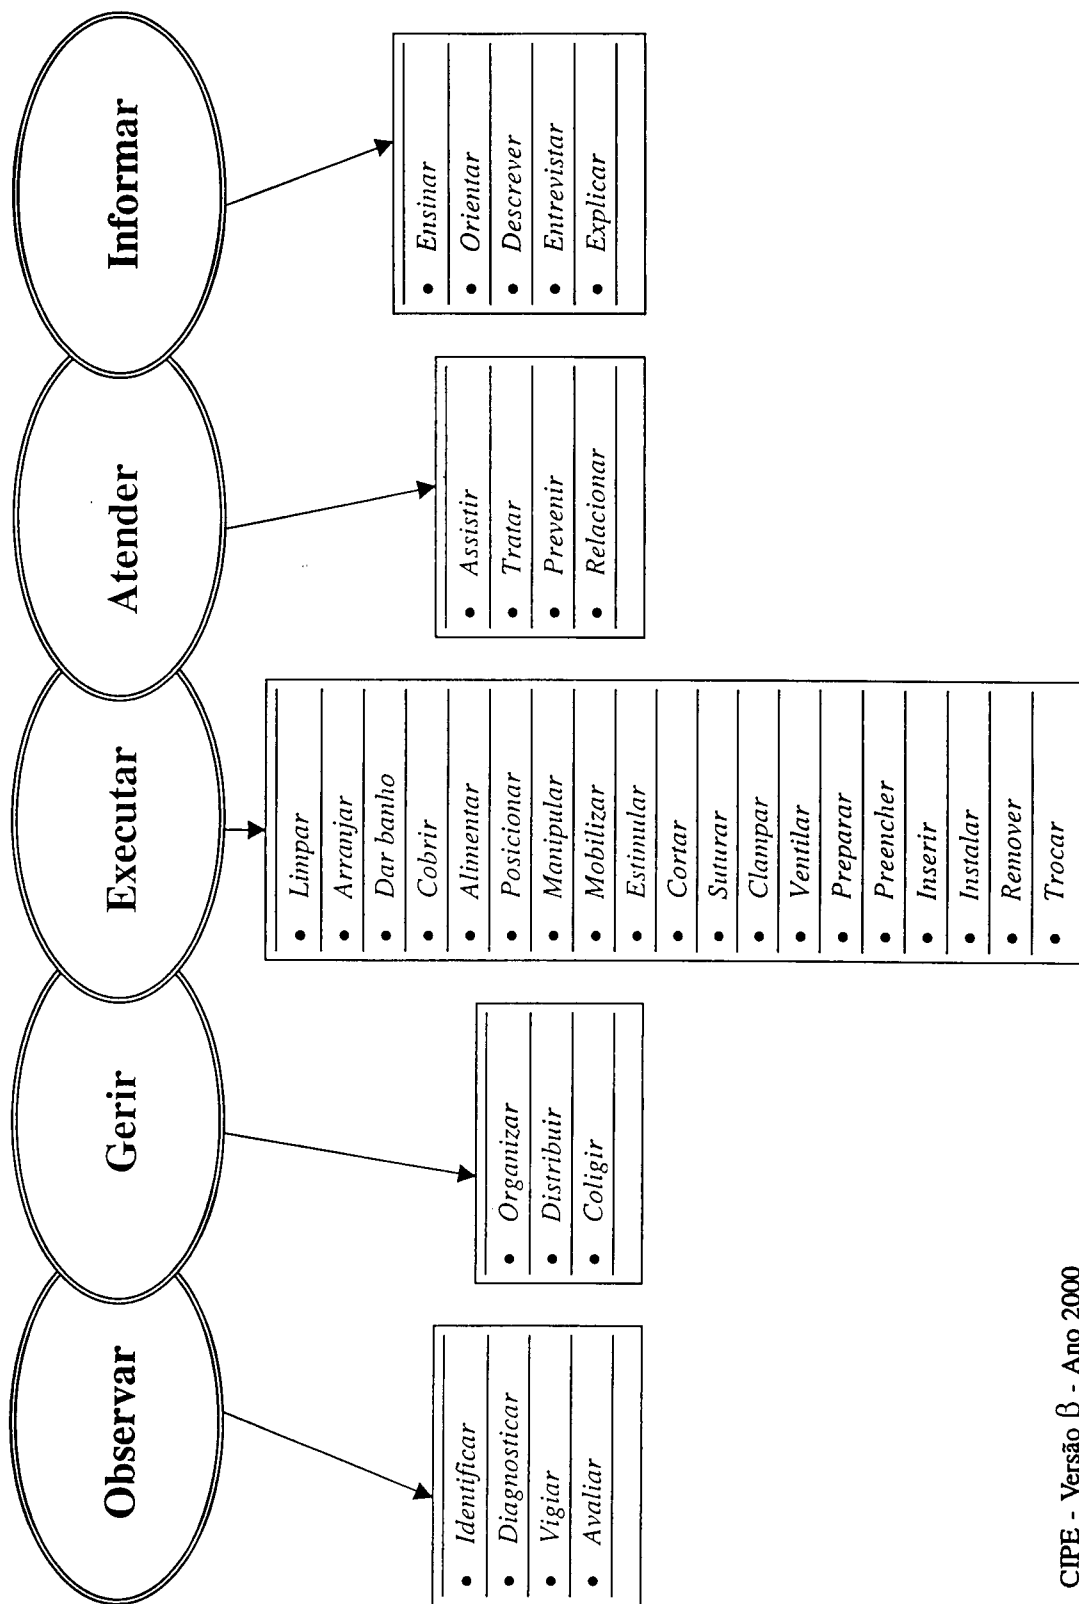 Observar
Gerir
Executar
Atender
Informar
• Identificar
• Diagnosticar
• Vigiar
• Avaliar
• Organizar
• Distribuir
• Coligir
• Limpar
• Arranjar
• Dar banho
• Cobrir
• Alimentar
• Posicionar
• Manipular
• Mobilizar
• Estimular
• Cortar
• Suturar
• Clampar
• Ventilar
• Preparar
• Preencher
• Inserir
• Instalar
• Remover
• Trocar
• Assistir
• Tratar
• Prevenir
• Relacionar
• Ensinar
• Orientar
• Descrever
• Entrevistar
• Explicar
CIPE - Versão β - Ano 2000